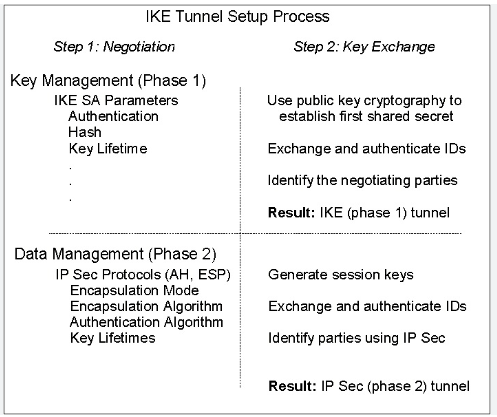 IKE Tunnel Setup Process
Step 1: Negotiation
Step 2: Key Exchange
Key Management (Phase 1)
IKE SA Parameters
Authentication
Hash
Key Lifetime
.
.
.
Use public key cryptography to
establish first shared secret
Exchange and authenticate IDs
Identify the negotiating parties
Result: IKE (phase 1) tunnel
Data Management (Phase 2)
IP Sec Protocols (AH, ESP)
Encapsulation Mode
Encapsulation Algorithm
Authentication Algorithm
Key Lifetimes
Generate session keys
Exchange and authenticate IDs
Identify parties using IP Sec
Result: IP Sec (phase 2) tunnel